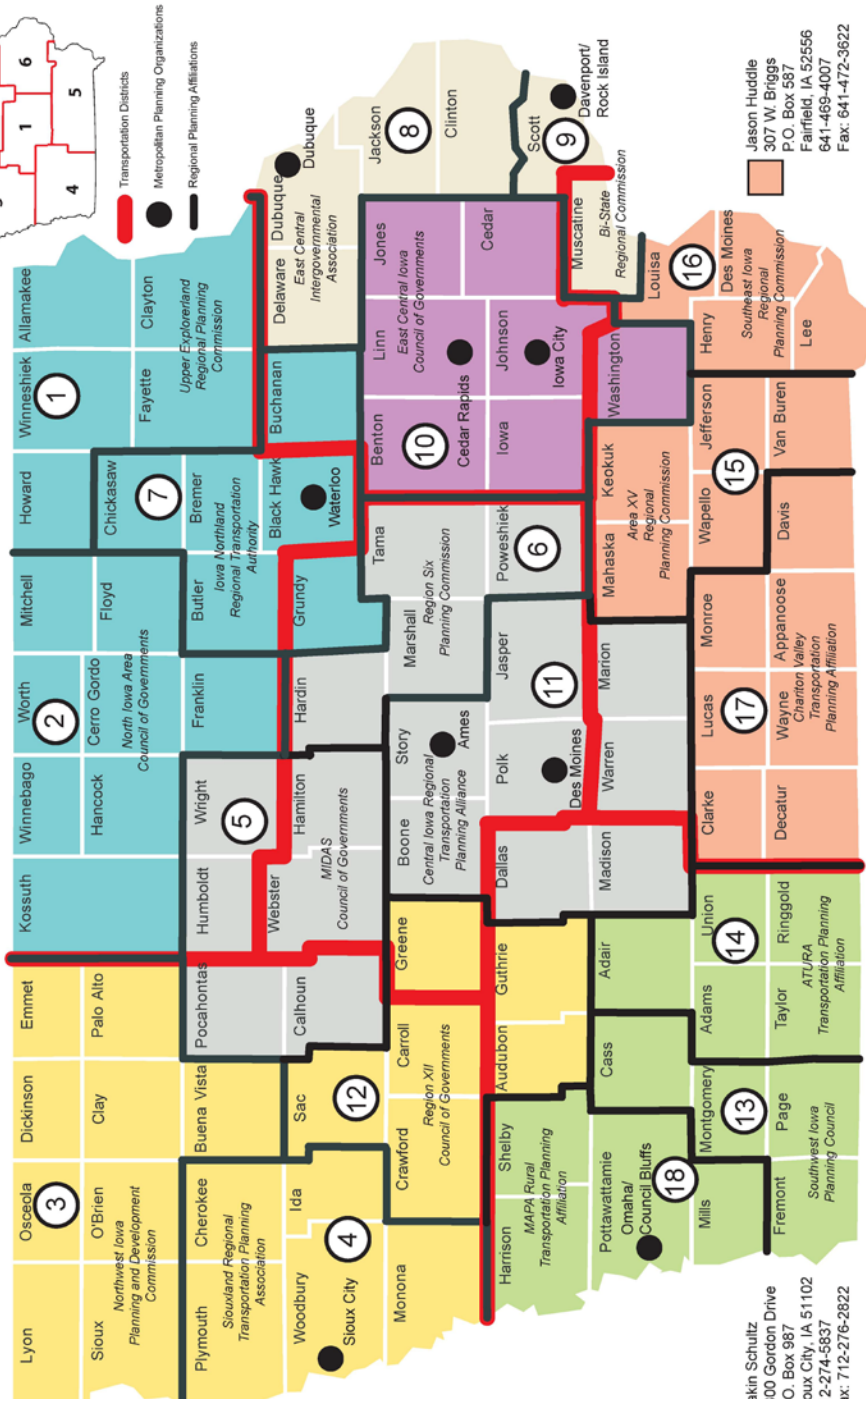 6
1
5
4
Transportation Districts
Metropolitan Planning Organizations
Regional Planning Affiliations
Lyon
Osceola
Dickinson
Emmet
Kossuth
Winnebago
Worth
Mitchell
Howard
Winneshiek
Allamakee
3
2
1
Sioux
O'Brien
Clay
Palo Alto
Hancock
Cerro Gordo
Floyd
Chickasaw
Northwest Iowa
Planning and Development
Commission
North Iowa Area
Council of Governments
7
Fayette
Clayton
Upper Explorerland
Regional Planning
Commission
Plymouth
Cherokee
Buena Vista
Pocahontas
Humboldt
Wright
Franklin
Butler
Bremer
Siouxland Regional
Transportation Planning
Association
5
Iowa Northland
Regional Transportation
Authority
Woodbury
Ida
Sac
Calhoun
Webster
Hamilton
Hardin
Grundy
Black Hawk
Buchanan
Delaware
Dubuque
Dubuque
Sioux City
4
12
MIDAS
Council of Governments
Waterloo
East Central
Intergovernmental
Association
Monona
Crawford
Carroll
Greene
Boone
Story
Marshall
Tama
Benton
Linn
Jones
Jackson
8
Clinton
Region XII
Council of Governments
Central Iowa Regional
Transportation
Planning Alliance
Ames
Region Six
Planning Commission
10
Cedar Rapids
East Central Iowa
Council of Governments
Cedar
Harrison
Shelby
Audubon
Guthrie
Dallas
Polk
Jasper
Poweshiek
Iowa
Johnson
Scott
9
Davenport/
Rock Island
MAPA Rural
Transportation Planning
Affiliation
Des Moines
11
6
Iowa City
Muscatine
Bi-State
Regional Commission
Pottawattamie
Omaha/
Council Bluffs
18
Cass
Adair
Madison
Warren
Marion
Mahaska
Keokuk
Washington
Louisa
Area XV
Regional
Planning Commission
16
Mills
Montgomery
Adams
Union
Clarke
Lucas
Monroe
Wapello
Jefferson
Henry
Des Moines
13
14
17
15
Southeast Iowa
Regional
Planning Commission
Fremont
Page
Taylor
Ringgold
Decatur
Wayne
Appanoose
Davis
Van Buren
Lee
Southwest Iowa
Planning Council
ATURA
Transportation Planning
Affiliation
Chariton Valley
Transportation
Planning Affiliation
akin Schultz
00 Gordon Drive
O. Box 987
oux City, IA 51102
2-274-5837
ax: 712-276-2822
Jason Huddle
307 W. Briggs
P.O. Box 587
Fairfield, IA 52556
641-469-4007
Fax: 641-472-3622